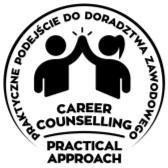 PRAKTYCZNE PODEJŚCIE DO DORADZTWA ZAWODOWEGO
CAREER
COUNSELLING
PRACTICAL
APPROACH